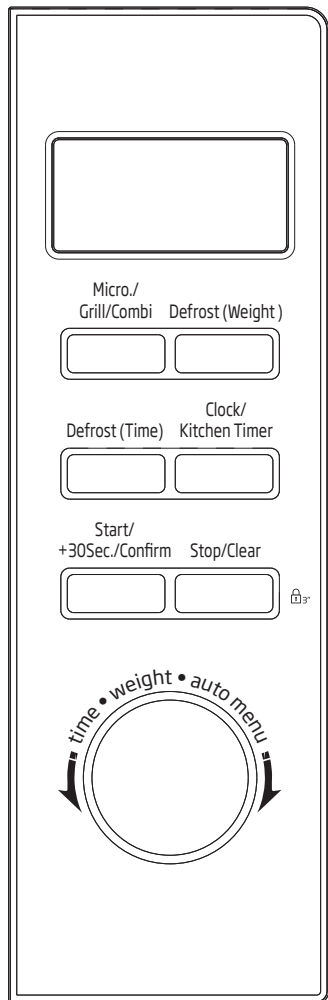 Micro./
Grill/Combi
Defrost (Weight )
Defrost (Time)
Clock/
Kitchen Timer
Start/
+30Sec./Confirm
Stop/Clear
3"
time • weight • auto menu